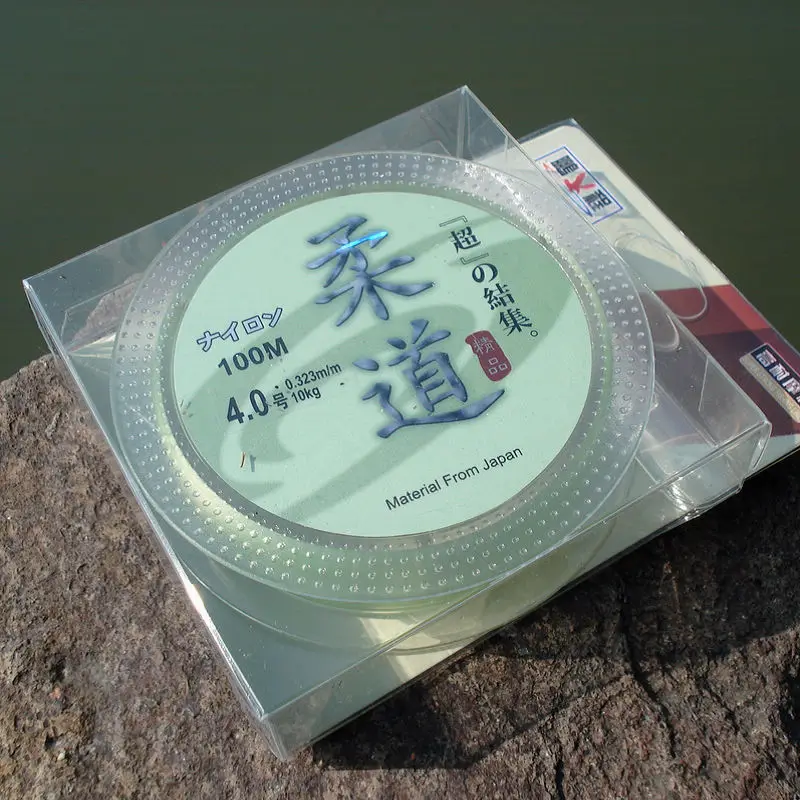 柔道
『超』の結集。
精品
ナイロン
100M
4.0号
0.323m/m
10kg
Material From Japan